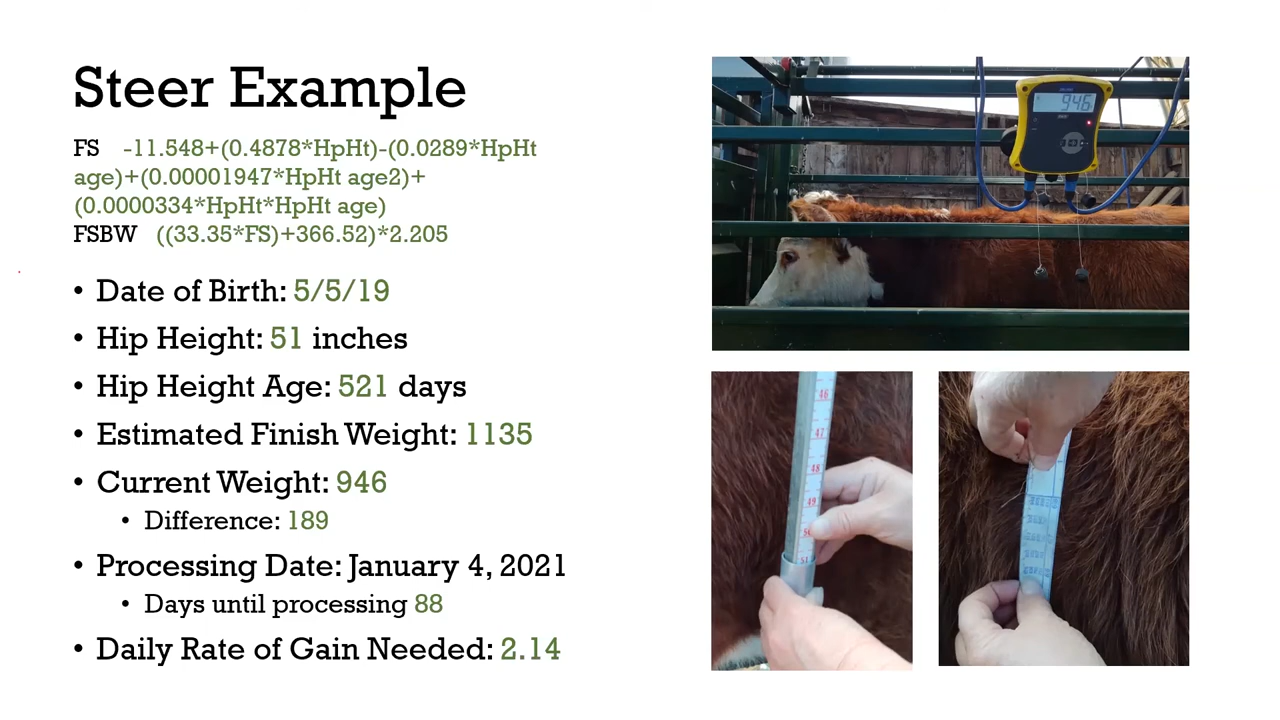 Steer Example
FS -11.548+(0.4878*HpHt)-(0.0289*HpHt
age)+(0.00001947*HpHt age2)+
(0.0000334*HpHt*HpHt age)
FSBW ((33.35*FS)+366.52)*2.205
• Date of Birth: 5/5/19
• Hip Height: 51 inches
• Hip Height Age: 521 days
• Estimated Finish Weight: 1135
• Current Weight: 946
• Difference: 189
• Processing Date: January 4, 2021
• Days until processing 88
• Daily Rate of Gain Needed: 2.14
946
46
47
48
49
51